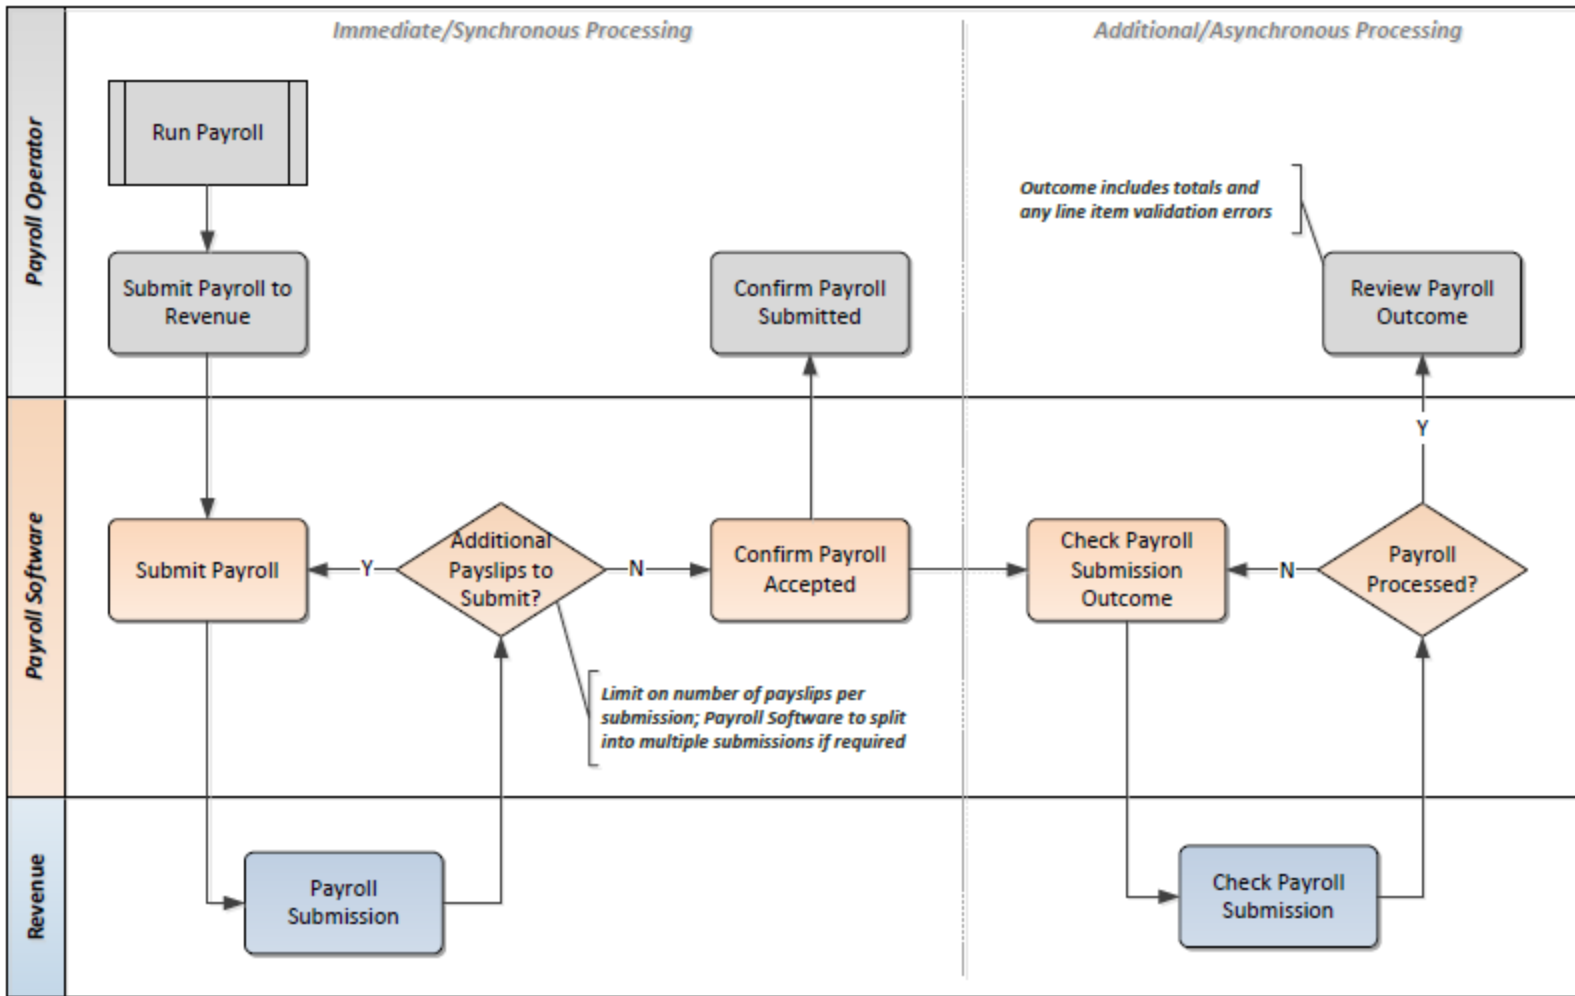 Immediate/Synchronous Processing
Additional/Asynchronous Processing
Payroll Operator
Run Payroll
Outcome includes totals and
any line item validation errors
Submit Payroll to
Revenue
Confirm Payroll
Submitted
Review Payroll
Outcome
Y
Payroll Software
Submit Payroll
Y
Additional
Payslips to
Submit?
N
Confirm Payroll
Accepted
Check Payroll
Submission
Outcome
N
Payroll
Processed?
Limit on number of payslips per
submission; Payroll Software to split
into multiple submissions if required
Revenue
Payroll
Submission
Check Payroll
Submission